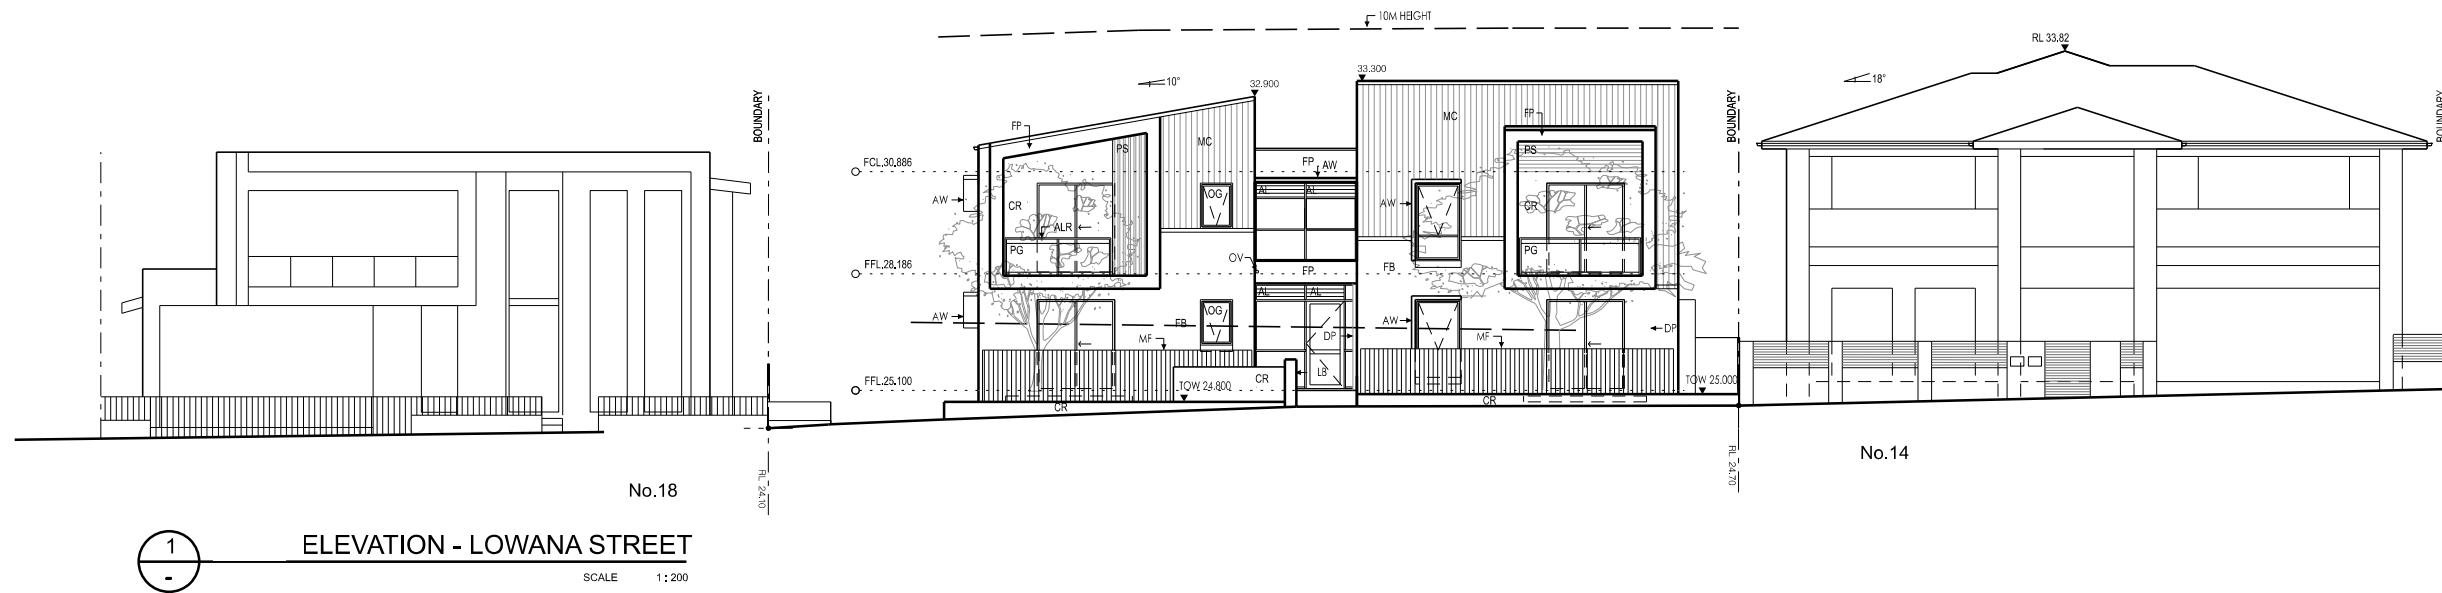 10M HEIGHT
RL 33.82
33.300
10°
32.900
18°
BOUNDARY
BOUNDARY
BOUNDARY
FP
MC
MC
FP
PS
PS
FCL.30.886
FP
AW
AL
AL
OG
AW
CR
AW
CR
ALR
PG
PG
OV
FFL.28.186
FP
FB
AL
AL
OG
AW
FB
AW
DP
DP
MF
MF
FFL.25.100
TOW 24.800
CR
LB
TOW 25.000
CR
CR
RL 24.10
RL 24.70
No.18
No.14
1
-
ELEVATION - LOWANA STREET
SCALE 1:200